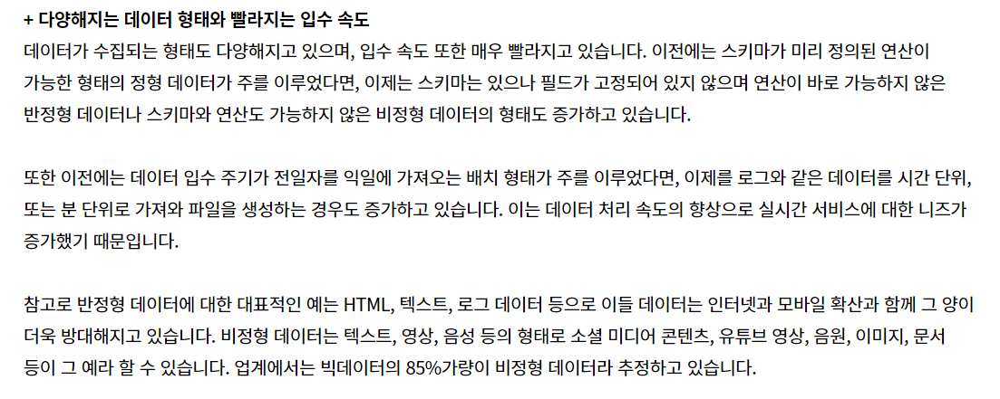 + 다양해지는 데이터 형태와 빨라지는 입수 속도
데이터가 수집되는 형태도 다양해지고 있으며, 입수 속도 또한 매우 빨라지고 있습니다. 이전에는 스키마가 미리 정의된 연산이
가능한 형태의 정형 데이터가 주를 이루었다면, 이제는 스키마는 있으나 필드가 고정되어 있지 않으며 연산이 바로 가능하지 않은
반정형 데이터나 스키마와 연산도 가능하지 않은 비정형 데이터의 형태도 증가하고 있습니다.
또한 이전에는 데이터 입수 주기가 전일자를 익일에 가져오는 배치 형태가 주를 이루었다면, 이제를 로그와 같은 데이터를 시간 단위,
또는 분 단위로 가져와 파일을 생성하는 경우도 증가하고 있습니다. 이는 데이터 처리 속도의 향상으로 실시간 서비스에 대한 니즈가
증가했기 때문입니다.
참고로 반정형 데이터에 대한 대표적인 예는 HTML, 텍스트, 로그 데이터 등으로 이들 데이터는 인터넷과 모바일 확산과 함께 그 양이
더욱 방대해지고 있습니다. 비정형 데이터는 텍스트, 영상, 음성 등의 형태로 소셜 미디어 콘텐츠, 유튜브 영상, 음원, 이미지, 문서
등이 그 예라 할 수 있습니다. 업계에서는 빅데이터의 85%가량이 비정형 데이터라 추정하고 있습니다.